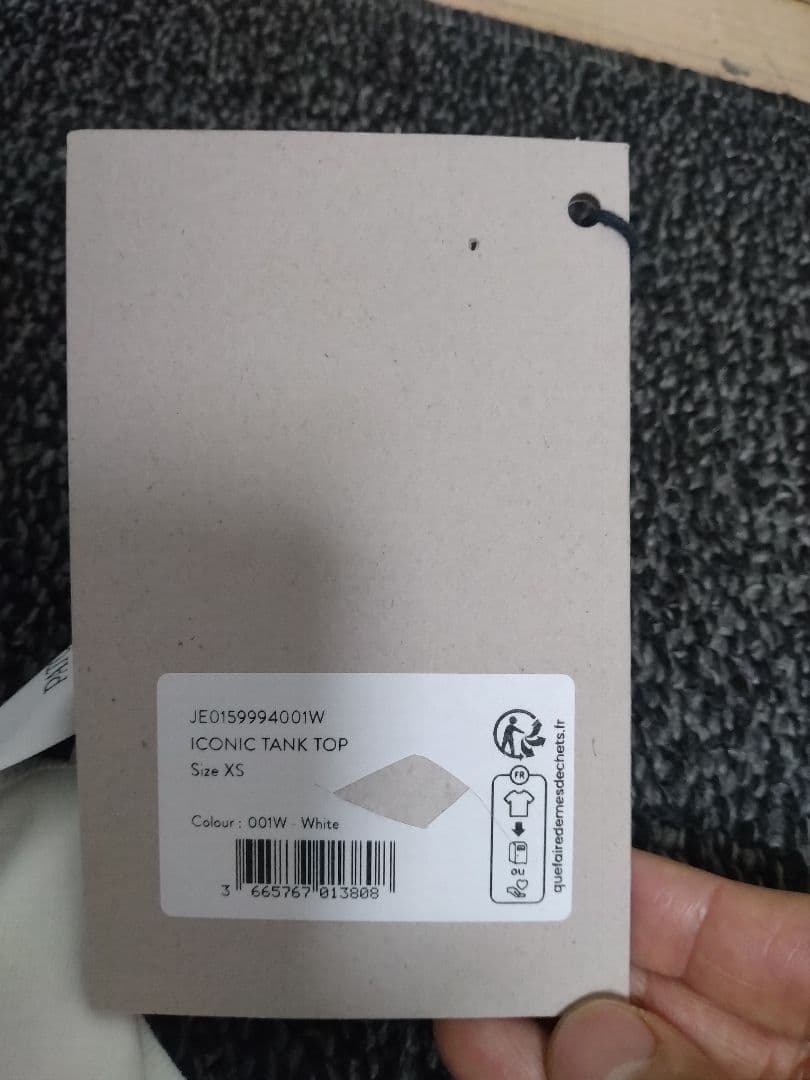 JE0159994001W
ICONIC TANK TOP
Size XS
Colour : 001W - White
3 665767 013808
FR
quefairedemesdechets.fr